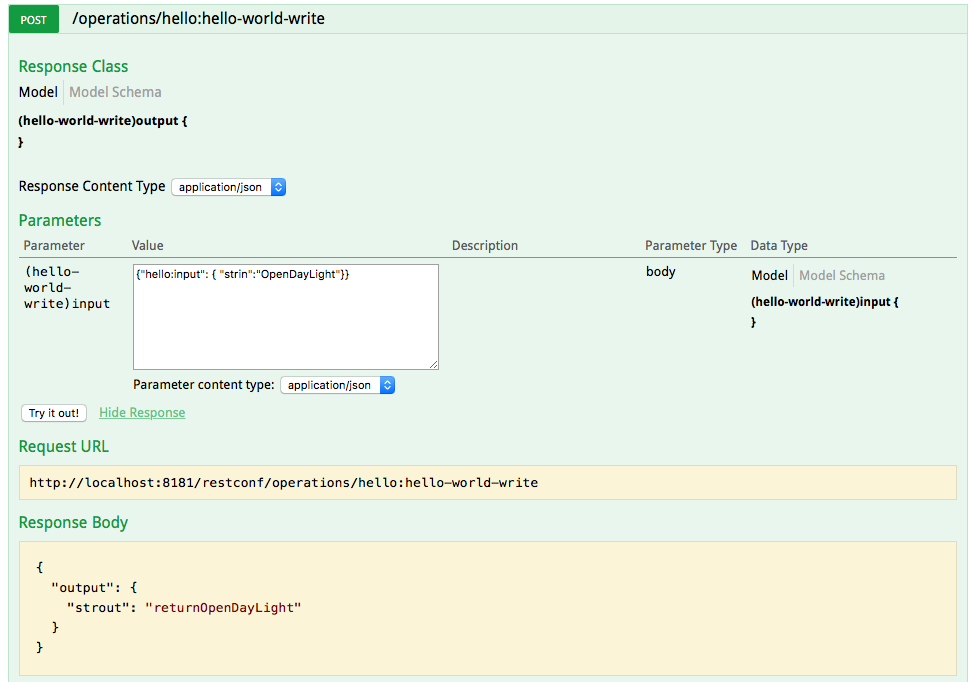 POST /operations/hello:hello-world-write
Response Class
Model Model Schema
(hello-world-write)output {
}
Response Content Type application/json
Parameters
Parameter Value Description Parameter Type Data Type
(hello-
world-
write)input
{"hello:input": { "strin":"OpenDayLight"}}
body
Model Model Schema
(hello-world-write)input {
}
Parameter content type: application/json
Try it out! Hide Response
Request URL
http://localhost:8181/restconf/operations/hello:hello-world-write
Response Body
{
"output": {
"strout": "returnOpenDayLight"
}
}